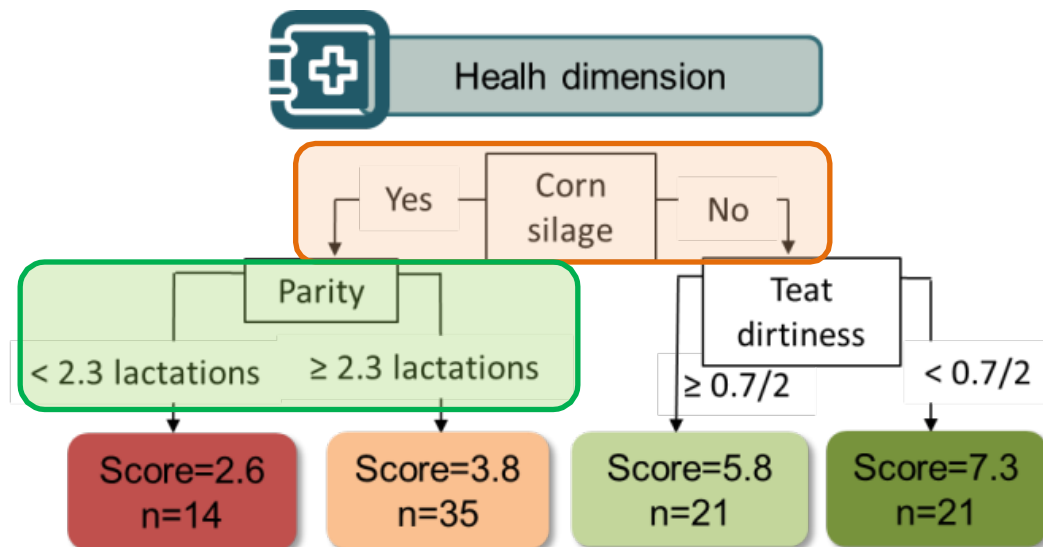 Healh dimension
Yes
Corn
silage
No
Parity
Teat
dirtiness
< 2.3 lactations
≥ 2.3 lactations
≥ 0.7/2
< 0.7/2
Score=2.6
n=14
Score=3.8
n=35
Score=5.8
n=21
Score=7.3
n=21